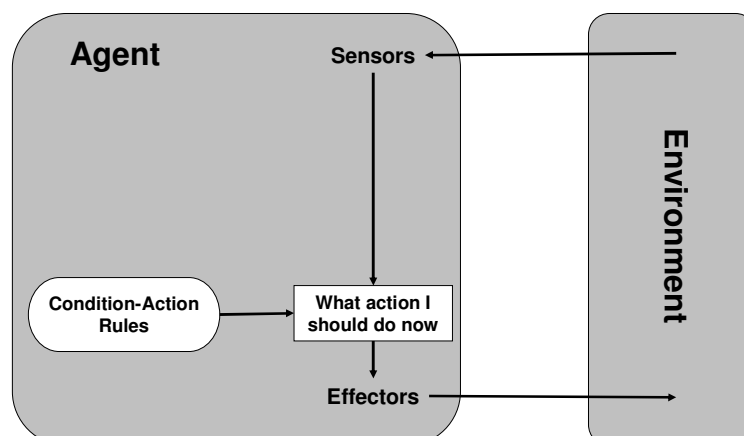 Agent
Sensors
Environment
Condition-Action
Rules
What action I
should do now
Effectors